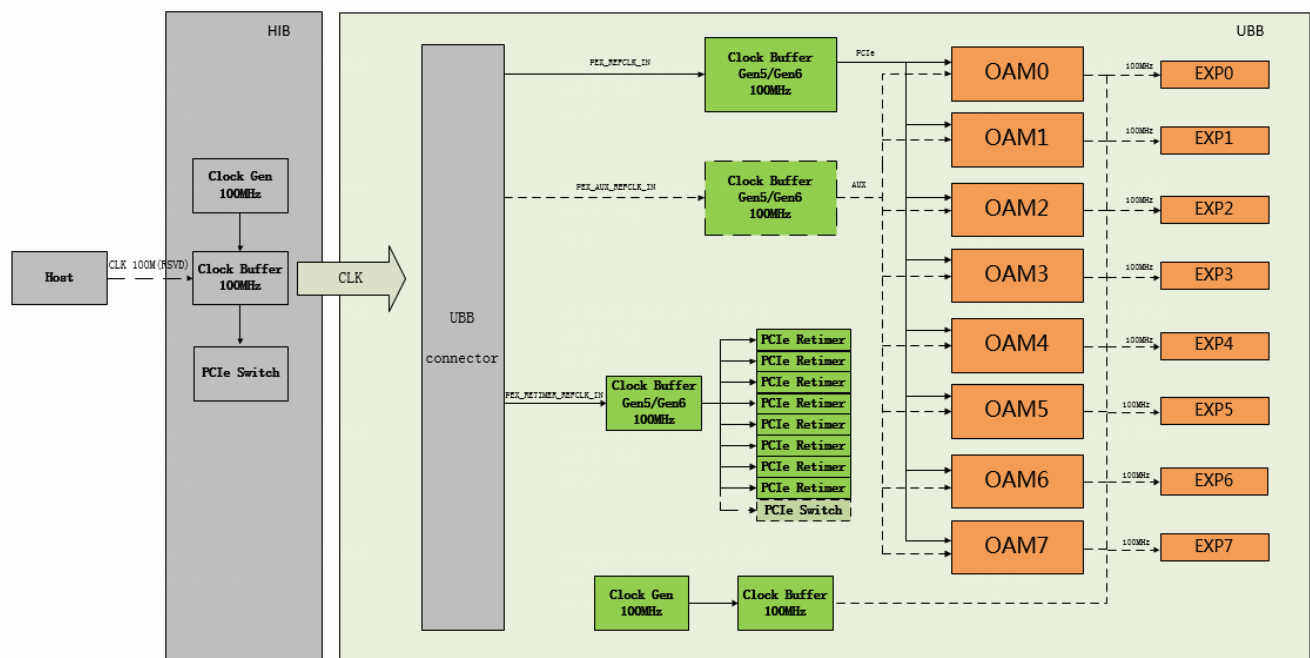 HIB
UBB
Clock Gen
100MHz
Host
CLK 100M(RSVD)
Clock Buffer
100MHz
PCIe Switch
CLK
UBB
connector
PEX_REFCLK_IN
Clock Buffer
Gen5/Gen6
100MHz
PCIe
PEX_AUX_REFCLK_IN
Clock Buffer
Gen5/Gen6
100MHz
AUX
PEX_RETIMER_REFCLK_IN
Clock Buffer
Gen5/Gen6
100MHz
PCIe Retimer
PCIe Retimer
PCIe Retimer
PCIe Retimer
PCIe Retimer
PCIe Retimer
PCIe Retimer
PCIe Retimer
PCIe Switch
Clock Gen
100MHz
Clock Buffer
100MHz
OAM0
100MHz
EXP0
OAM1
100MHz
EXP1
OAM2
100MHz
EXP2
OAM3
100MHz
EXP3
OAM4
100MHz
EXP4
OAM5
100MHz
EXP5
OAM6
100MHz
EXP6
OAM7
100MHz
EXP7